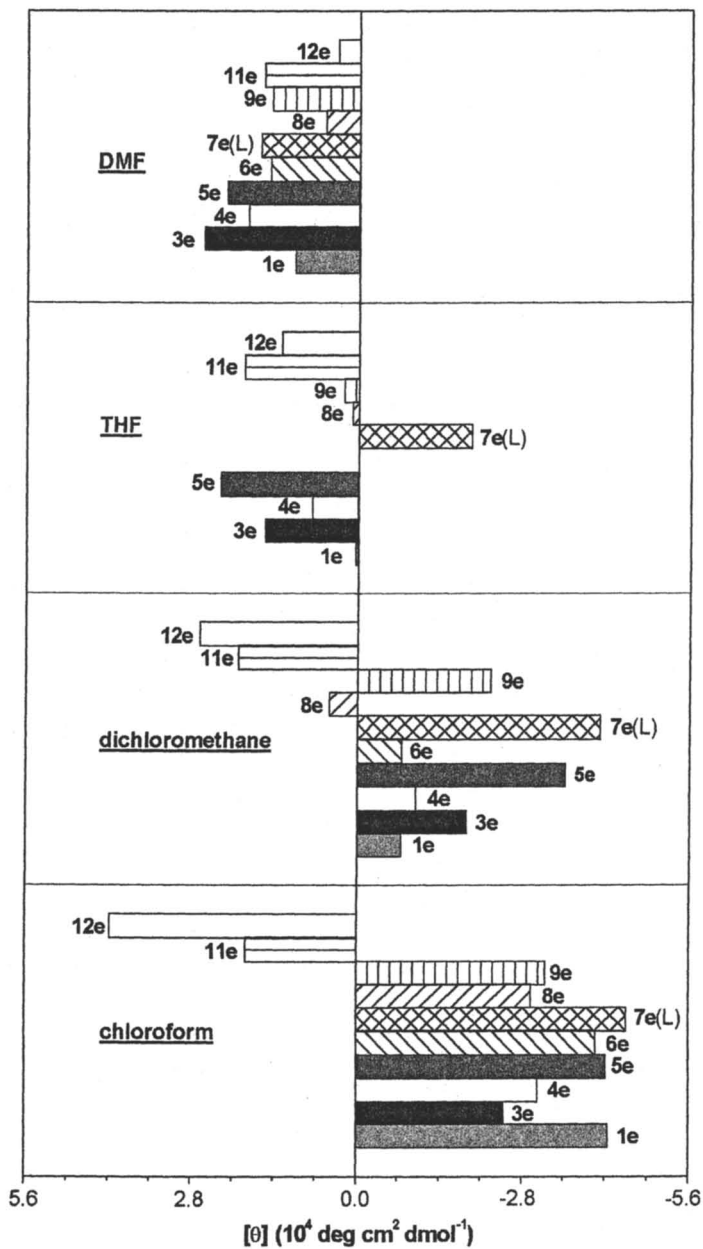 12e
11e
9e
8e
7e(L)
DMF
6e
5e
4e
3e
1e
12e
11e
9e
8e
THF
7e(L)
5e
4e
3e
1e
12e
11e
9e
8e
7e(L)
dichloromethane
6e
5e
4e
3e
1e
12e
11e
9e
8e
7e(L)
chloroform
6e
5e
4e
3e
1e
5.6 2.8 0.0 -2.8 -5.6
[θ] (10⁴ deg cm² dmol⁻¹)